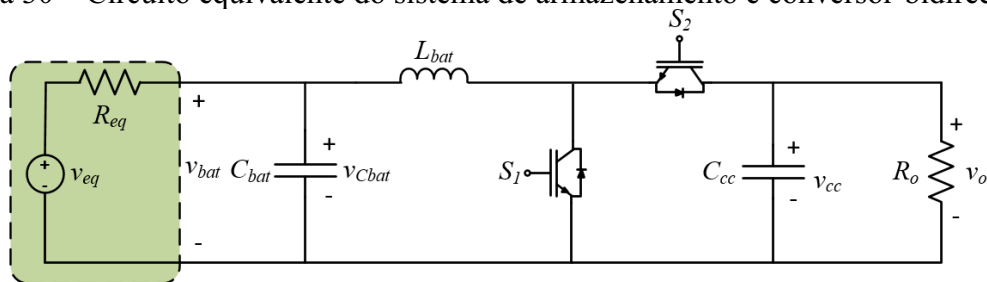 a 30 – Circuito equivalente do sistema de armazenamento e conversor bidirec
S2
Lbat
Req
+
+
+
+
+
-
veq
vbat
Cbat
vCbat
S1
Ccc
vcc
Ro
vo
-
-
-
-